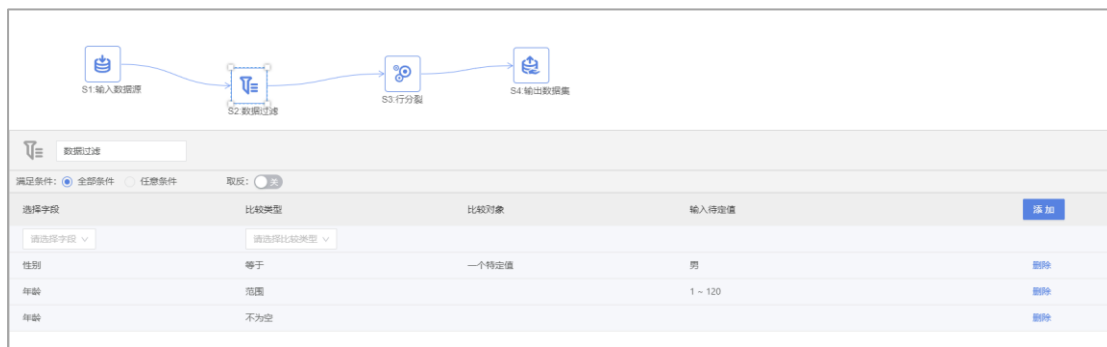 S1:输入数据源
S2:数据过滤
S3:行分裂
S4:输出数据集
数据过滤
满足条件: 全部条件 任意条件 取反: 关
选择字段 比较类型 比较对象 输入待定值 添加
请选择字段 请选择比较类型
性别 等于 一个特定值 男 删除
年龄 范围 1 ~ 120 删除
年龄 不为空 删除